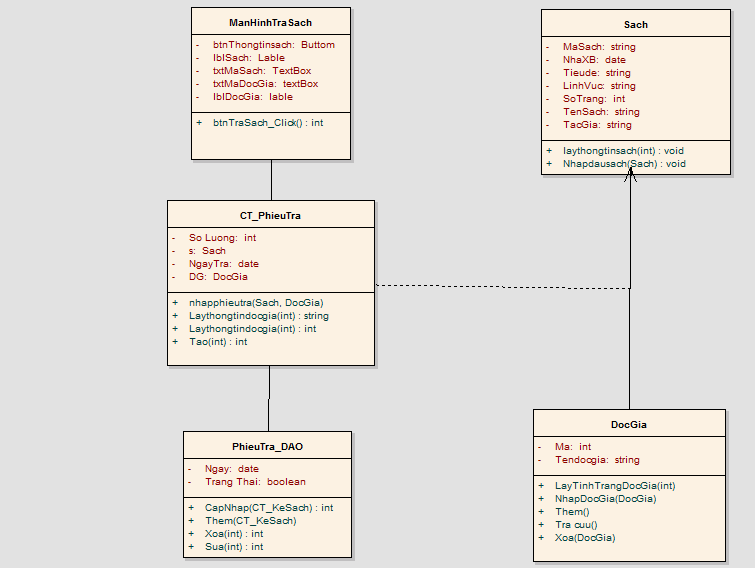 ManHinhTraSach
- btnThongtinsach: Buttom
- lblSach: Lable
- txtMaSach: TextBox
- txtMaDocGia: textBox
- lblDocGia: lable
+ btnTraSach_Click() : int
Sach
- MaSach: string
- NhaXB: date
- Tieude: string
- LinhVuc: string
- SoTrang: int
- TenSach: string
- TacGia: string
+ laythongtinsach(int) : void
+ Nhapdausach(Sach) : void
CT_PhieuTra
- So Luong: int
- s: Sach
- NgayTra: date
- DG: DocGia
+ nhapphieutra(Sach, DocGia)
+ Laythongtindocgia(int) : string
+ Laythongtindocgia(int) : int
+ Tao(int) : int
PhieuTra_DAO
- Ngay: date
- Trang Thai: boolean
+ CapNhap(CT_KeSach) : int
+ Them(CT_KeSach)
+ Xoa(int) : int
+ Sua(int) : int
DocGia
- Ma: int
- Tendocgia: string
+ LayTinhTrangDocGia(int)
+ NhapDocGia(DocGia)
+ Them()
+ Tra cuu()
+ Xoa(DocGia)